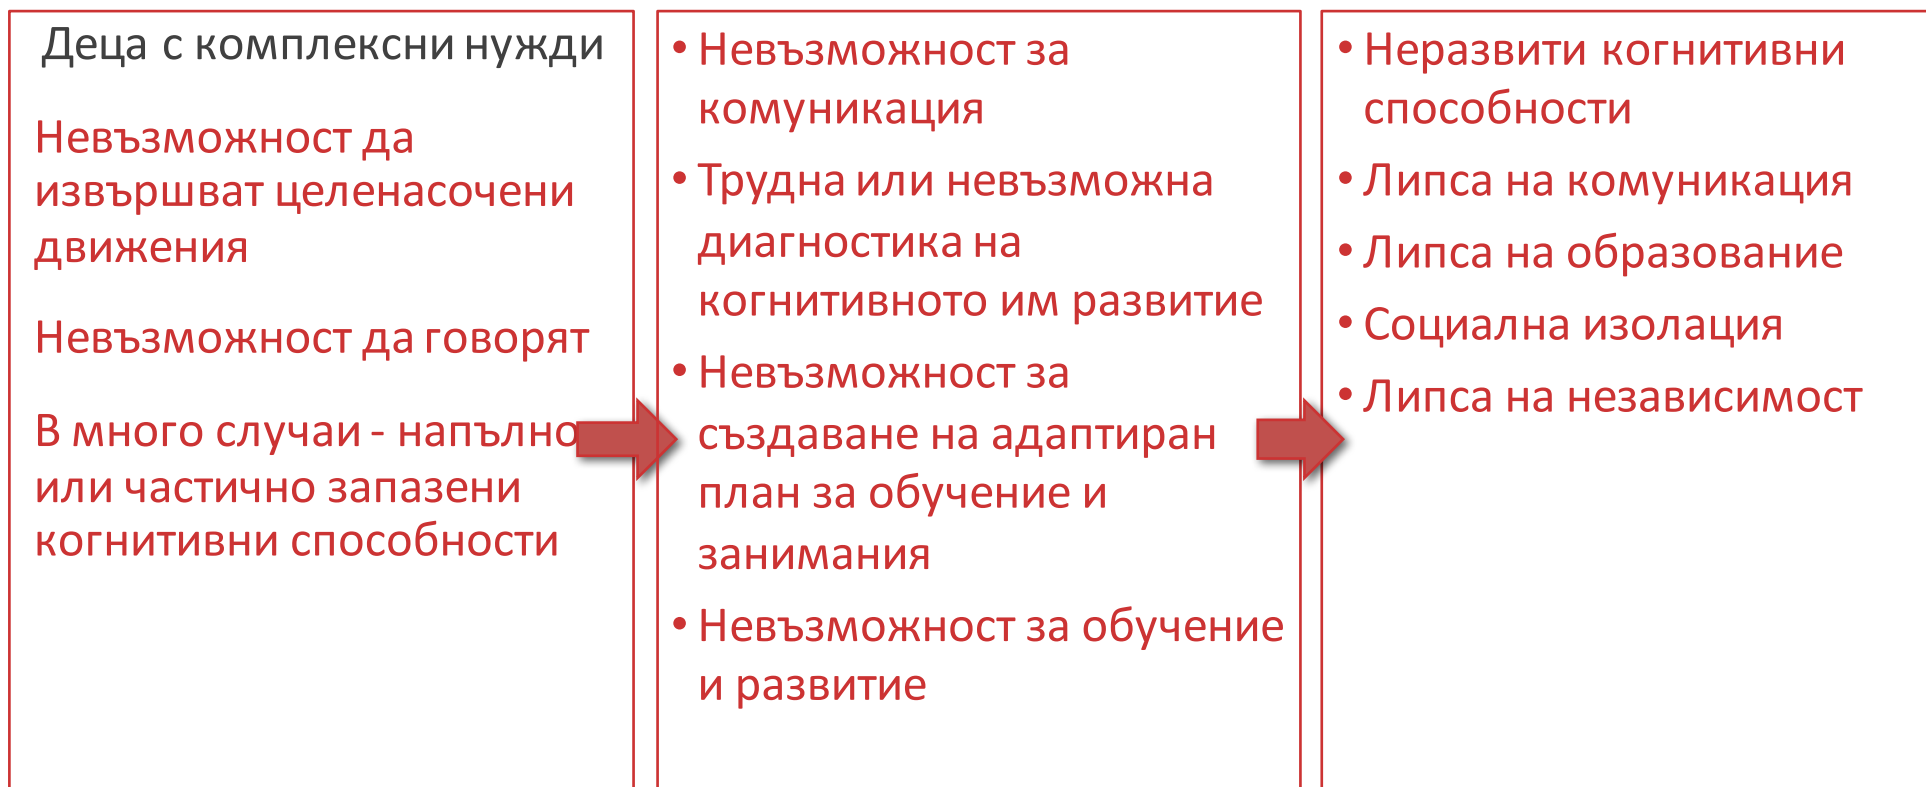 Деца с комплексни нужди
Невъзможност да
извършват целенасочени
движения
Невъзможност да говорят
В много случаи - напълно
или частично запазени
когнитивни способности
• Невъзможност за
комуникация
• Трудна или невъзможна
диагностика на
когнитивното им развитие
• Невъзможност за
създаване на адаптиран
план за обучение и
занимания
• Невъзможност за обучение
и развитие
• Неразвити когнитивни
способности
• Липса на комуникация
• Липса на образование
• Социална изолация
• Липса на независимост